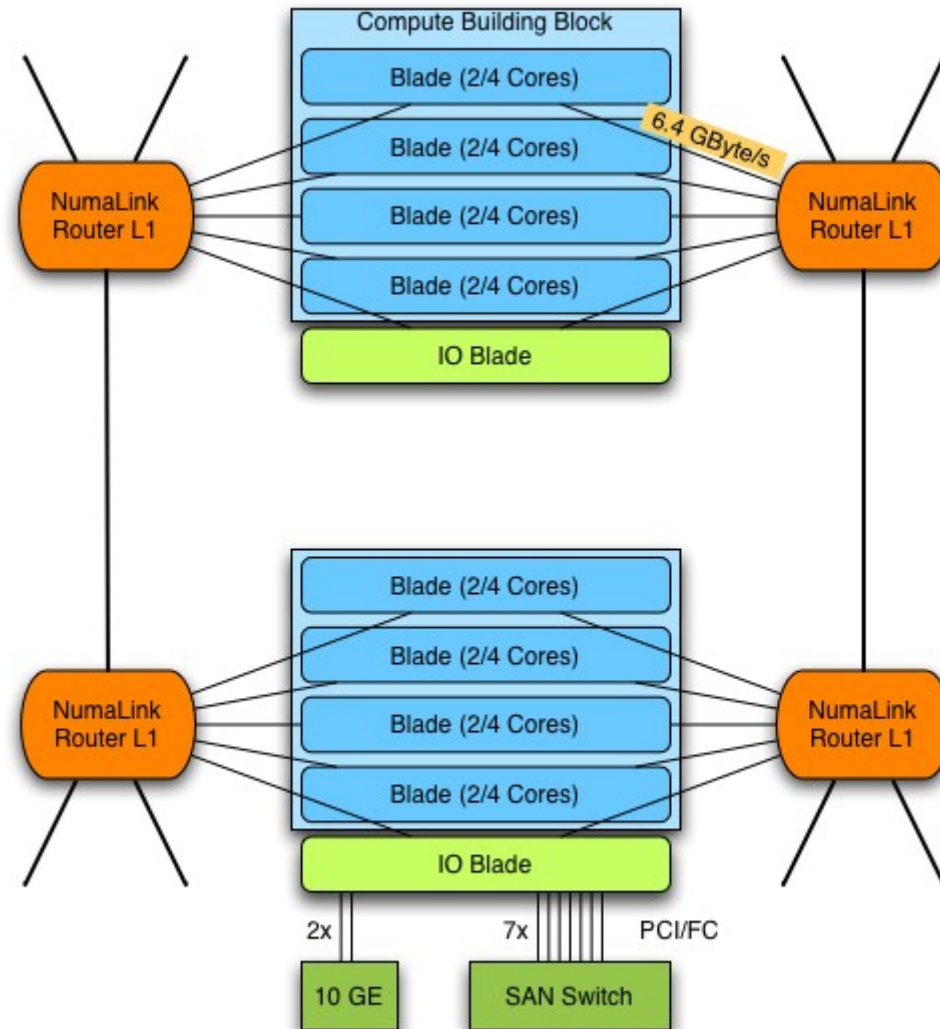 Compute Building Block
Blade (2/4 Cores)
6.4 GByte/s
Blade (2/4 Cores)
NumaLink
Router L1
Blade (2/4 Cores)
NumaLink
Router L1
Blade (2/4 Cores)
IO Blade
Blade (2/4 Cores)
Blade (2/4 Cores)
NumaLink
Router L1
Blade (2/4 Cores)
NumaLink
Router L1
Blade (2/4 Cores)
IO Blade
2x
7x
PCI/FC
10 GE
SAN Switch